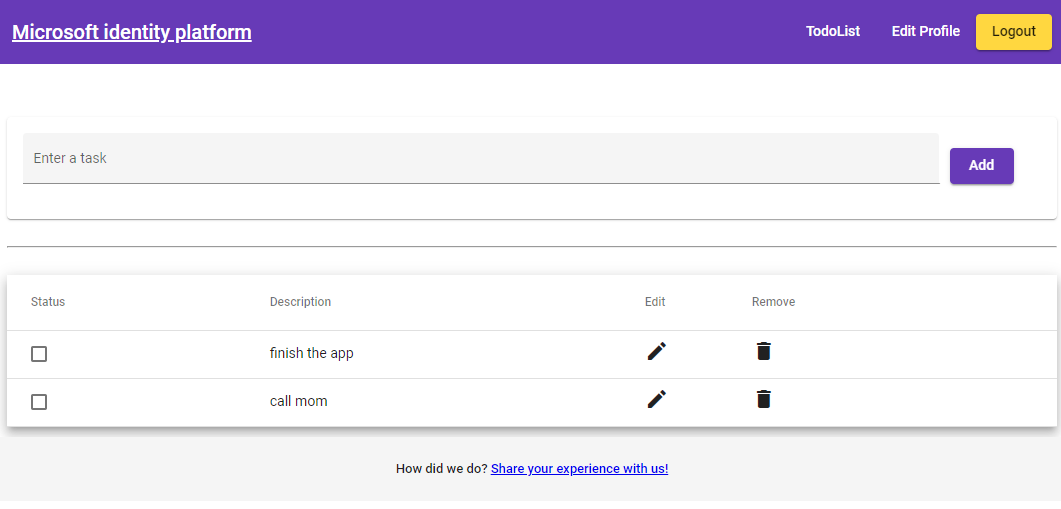 Microsoft identity platform TodoList Edit Profile Logout
Enter a task Add
Status Description Edit Remove
finish the app
call mom
How did we do? Share your experience with us!